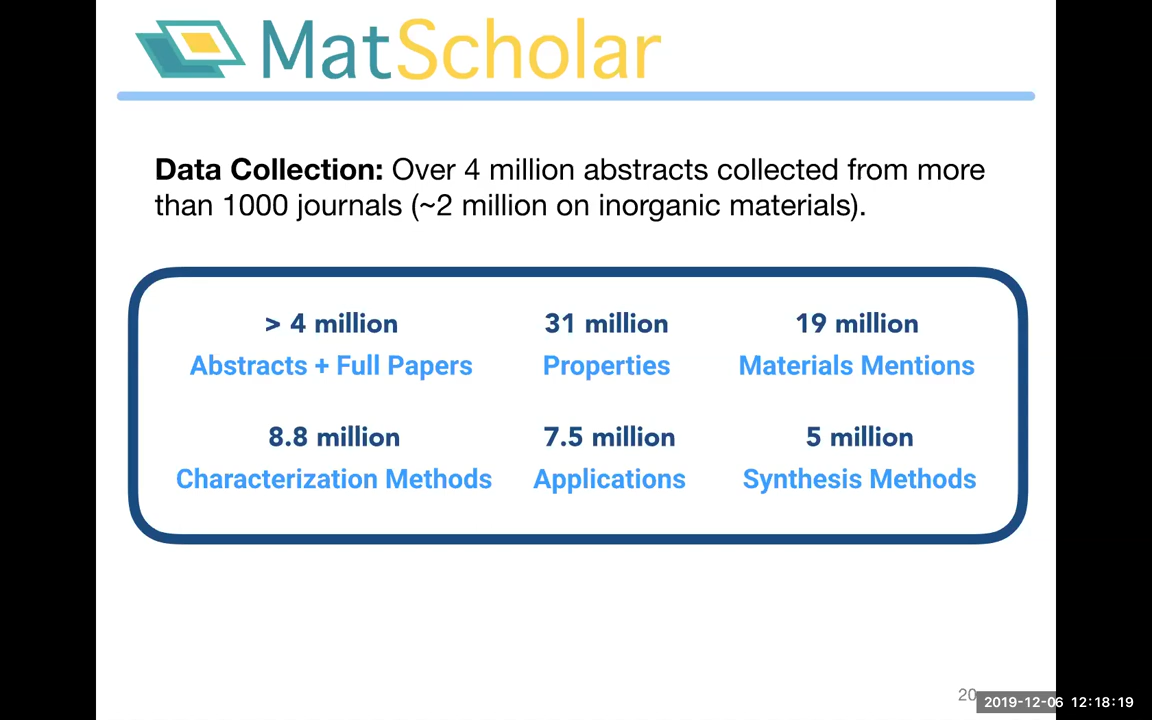 MatScholar
Data Collection: Over 4 million abstracts collected from more
than 1000 journals (~2 million on inorganic materials).
> 4 million
Abstracts + Full Papers
31 million
Properties
19 million
Materials Mentions
8.8 million
Characterization Methods
7.5 million
Applications
5 million
Synthesis Methods
20
2019-12-06 12:18:19